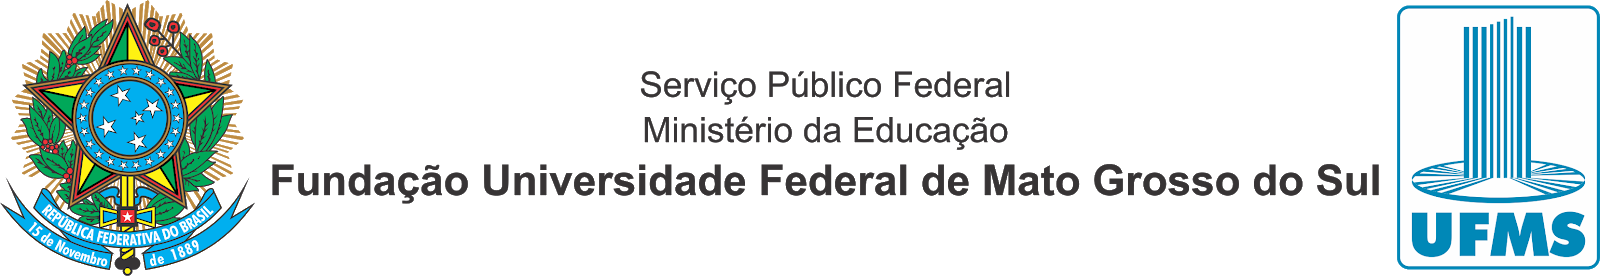 REPÚBLICA FEDERATIVA DO BRASIL
15 de Novembro de 1889
Serviço Público Federal
Ministério da Educação
Fundação Universidade Federal de Mato Grosso do Sul
UFMS